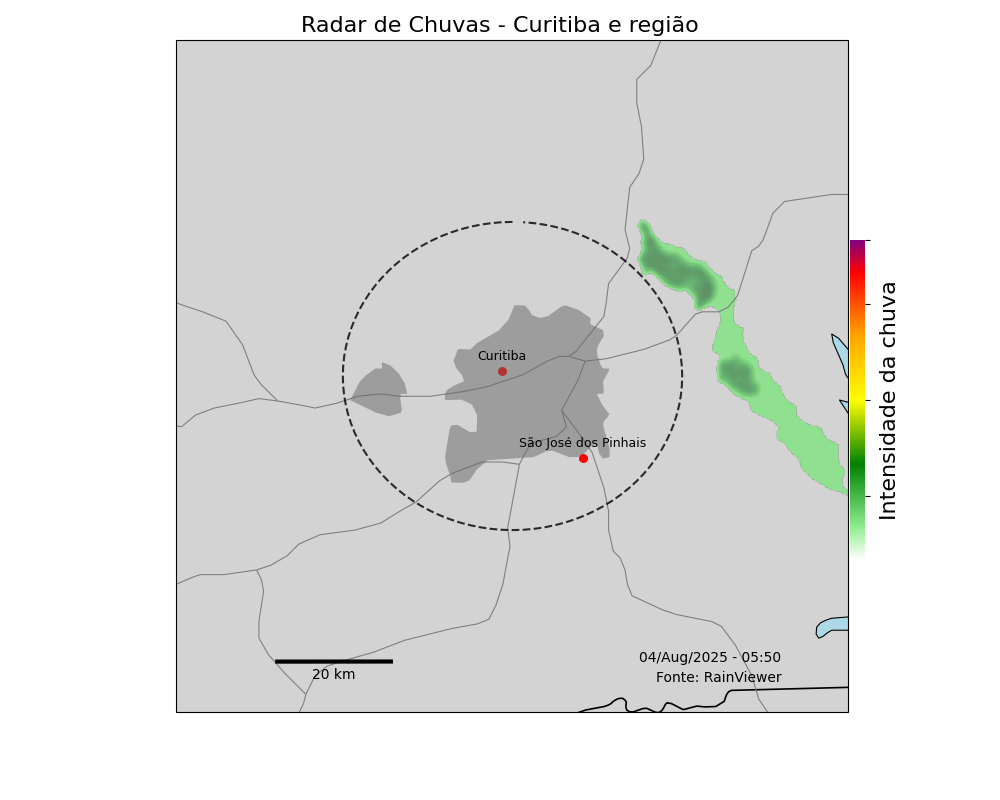 Radar de Chuvas - Curitiba e região
Curitiba
São José dos Pinhais
Intensidade da chuva
04/Aug/2025 - 05:50
Fonte: RainViewer
20 km